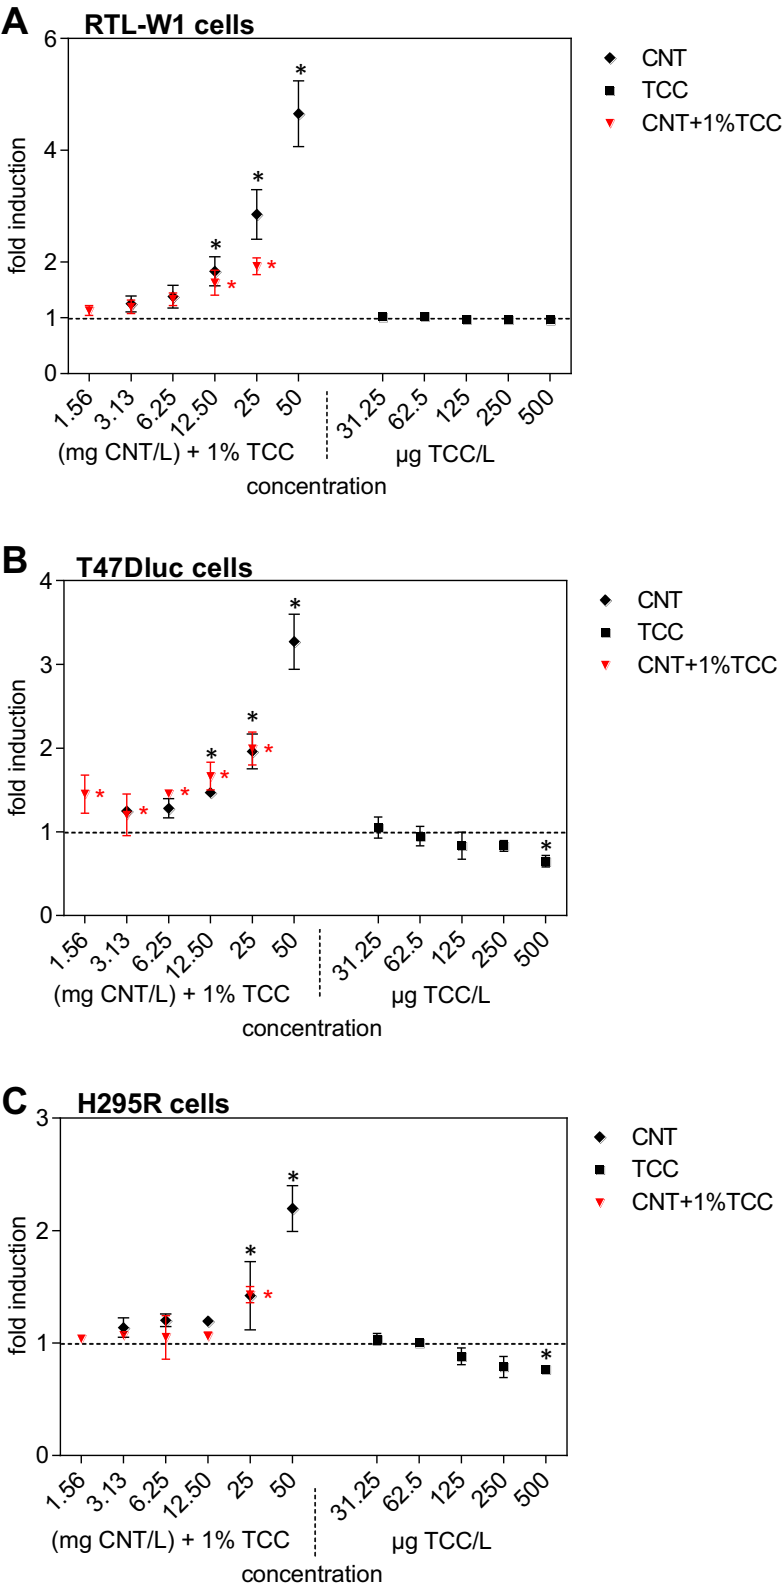 A RTL-W1 cells
6
4
2
1
0
fold induction
* * *
* *
CNT
TCC
CNT+1%TCC
1.56 3.13 6.25 12.50 25 50 31.25 62.5 125 250 500
(mg CNT/L) + 1% TCC µg TCC/L
concentration
B T47Dluc cells
4
3
2
1
0
fold induction
* * *
* * * * *
*
CNT
TCC
CNT+1%TCC
1.56 3.13 6.25 12.50 25 50 31.25 62.5 125 250 500
(mg CNT/L) + 1% TCC µg TCC/L
concentration
C H295R cells
3
2
1
0
fold induction
* *
*
*
CNT
TCC
CNT+1%TCC
1.56 3.13 6.25 12.50 25 50 31.25 62.5 125 250 500
(mg CNT/L) + 1% TCC µg TCC/L
concentration